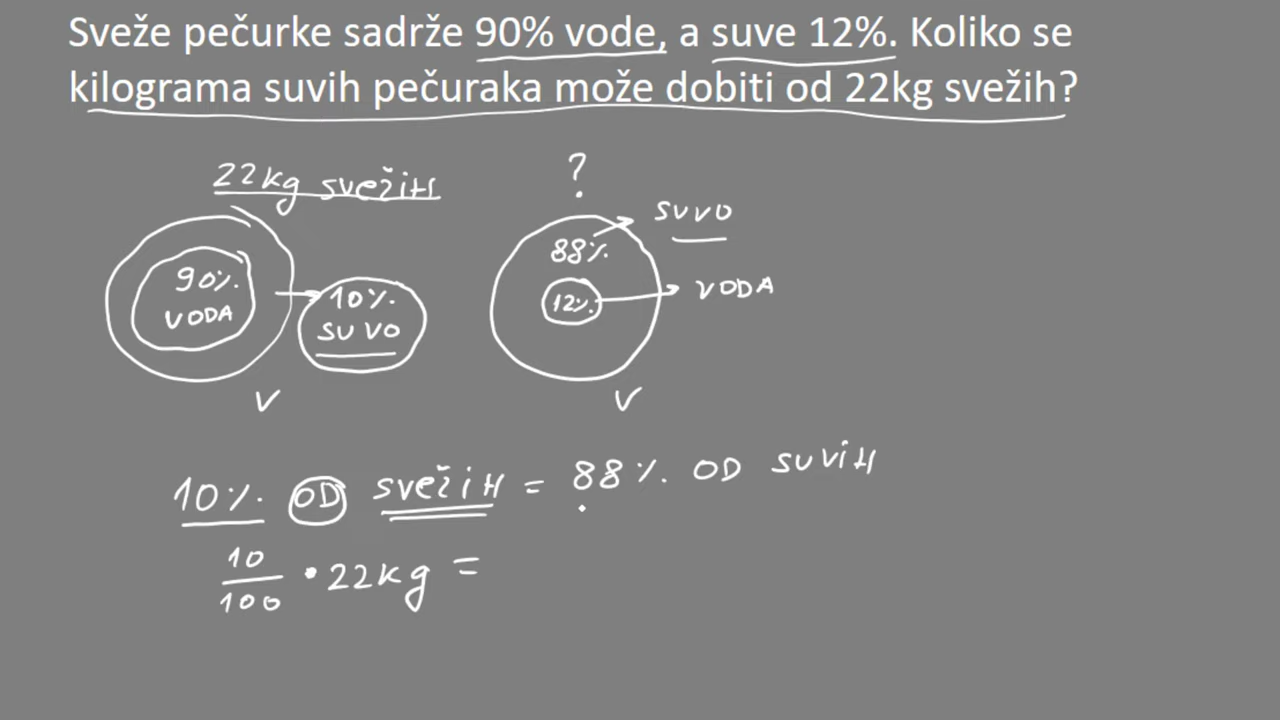 Sveže pečurke sadrže 90% vode, a suve 12%. Koliko se
kilograma suvih pečuraka može dobiti od 22kg svežih?
22kg svežiH
?
90%.
VODA
10%.
SUVO
V
88%.
SUVO
12%.
VODA
V
10%. OD svežiH = 88%. OD SUViH
10
100
• 22kg =